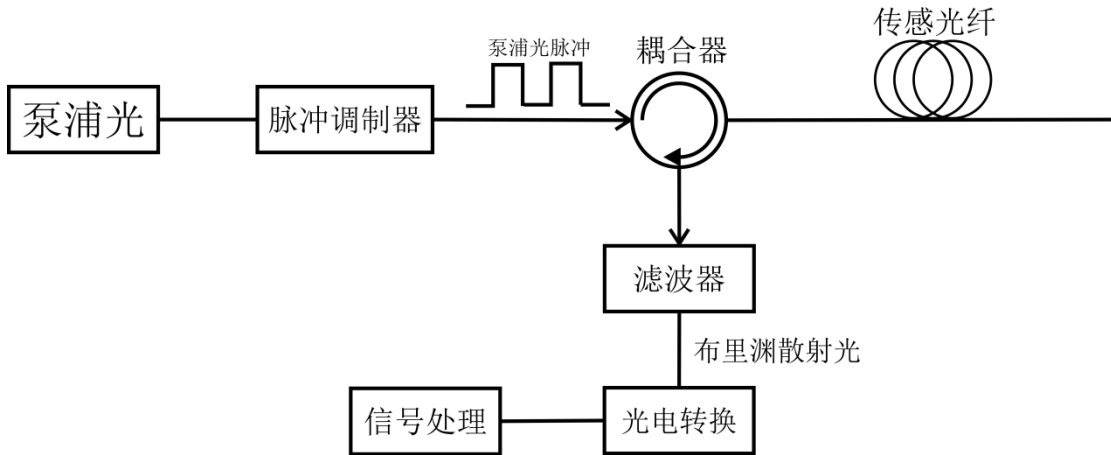 传感光纤
泵浦光脉冲
耦合器
泵浦光
脉冲调制器
滤波器
布里渊散射光
信号处理
光电转换